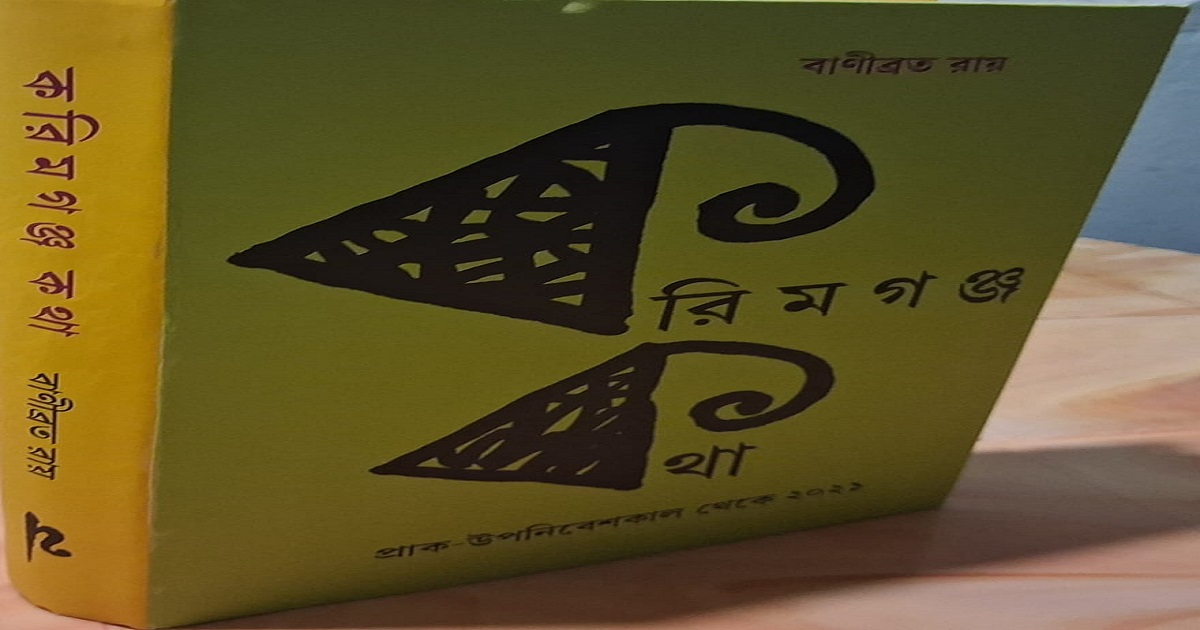 বাণীব্রত রায়
করিমগঞ্জ
কথা
প্রাক-উপনিবেশকাল থেকে ২০২১
করিমগঞ্জ কথা বাণীব্রত রায়